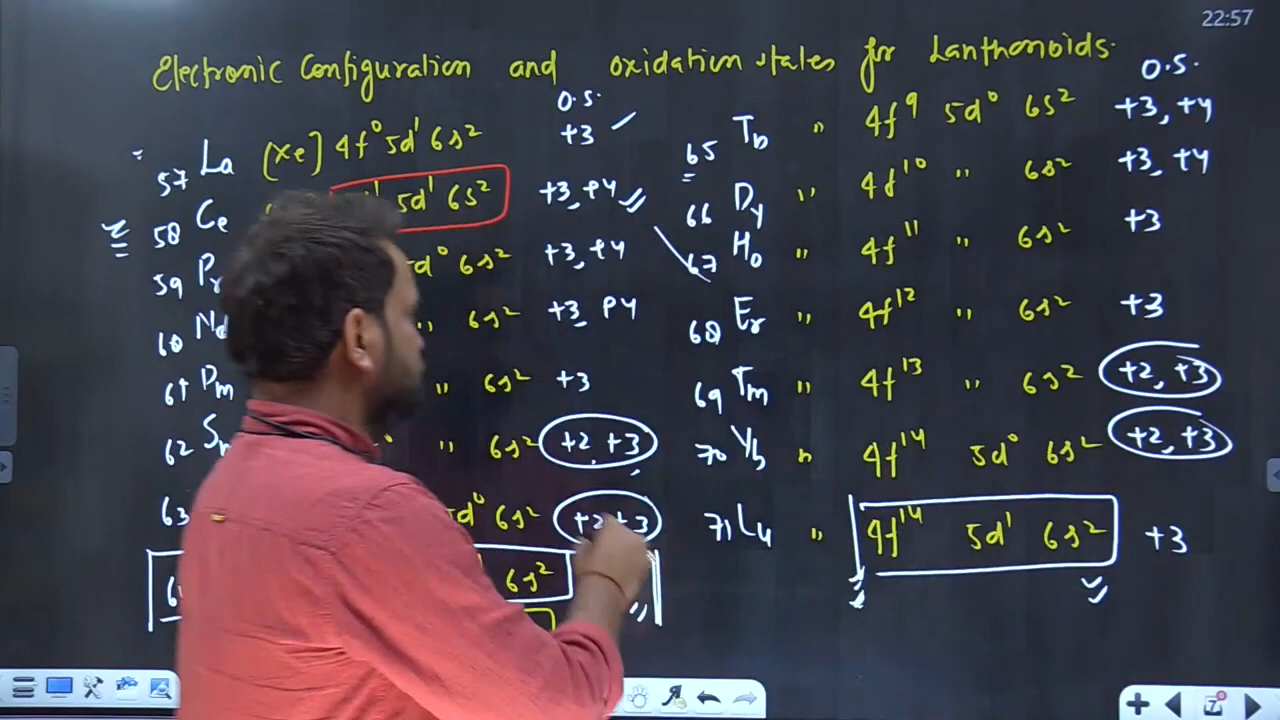 22:57
Electronic Configuration and oxidation states for Lanthanoids.
O.S.
57 La [Xe] 4f⁰ 5d¹ 6s² +3
58 Ce 5d¹ 6s² +3, +4
59 Pr 5d⁰ 6s² +3, +4
60 Nd " 6s² +3 +4
61 Pm " 6s² +3
62 " 6s² +2, +3
63 5d⁰ 6s² +2, +3
6s²
O.S.
65 Tb " 4f⁹ 5d⁰ 6s² +3, +4
66 Dy " 4f¹⁰ " 6s² +3, +4
67 Ho " 4f¹¹ " 6s² +3
68 Er " 4f¹² " 6s² +3
69 Tm " 4f¹³ " 6s² +2, +3
70 Yb " 4f¹⁴ 5d⁰ 6s² +2, +3
71 Lu " 4f¹⁴ 5d¹ 6s² +3